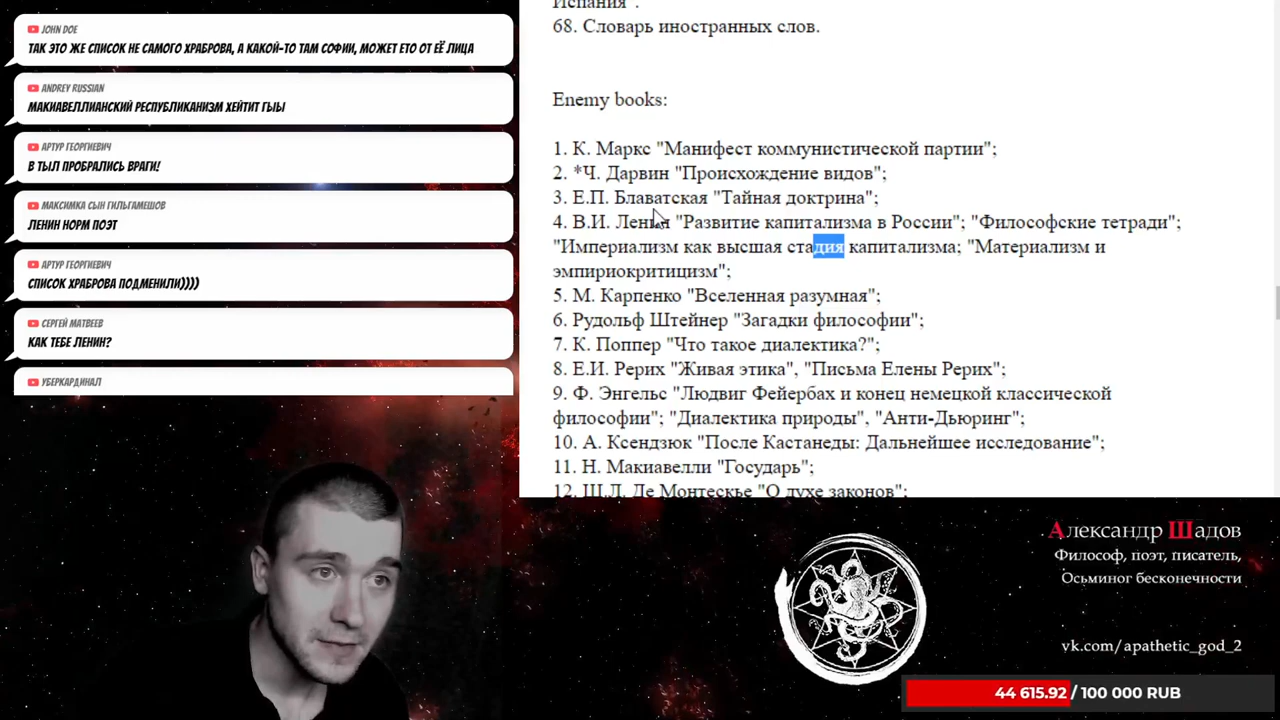 JOHN DOE
ТАК ЭТО ЖЕ СПИСОК НЕ САМОГО ХРАБРОВА, А КАКОЙ-ТО ТАМ СОФИИ, МОЖЕТ ЕТО ОТ ЕЁ ЛИЦА
ANDREY RUSSIAN
МАКИАВЕЛЛИАНСКИЙ РЕСПУБЛИКАНИЗМ ХЕЙТИТ ГЫЫ
АРТУР ГЕОРГИЕВИЧ
В ТЫЛ ПРОБРАЛИСЬ ВРАГИ!
МАКСИМКА СЫН ГИЛЬГАМЕШОВ
ЛЕНИН НОРМ ПОЭТ
АРТУР ГЕОРГИЕВИЧ
СПИСОК ХРАБРОВА ПОДМЕНИЛИ))))
СЕРГЕЙ МАТВЕЕВ
КАК ТЕБЕ ЛЕНИН?
УБЕРКАРДИНАЛ
Испания".
68. Словарь иностранных слов.
Enemy books:
1. К. Маркс "Манифест коммунистической партии";
2. *Ч. Дарвин "Происхождение видов";
3. Е.П. Блаватская "Тайная доктрина";
4. В.И. Ленин "Развитие капитализма в России"; "Философские тетради";
"Империализм как высшая стадия капитализма; "Материализм и
эмпириокритицизм";
5. М. Карпенко "Вселенная разумная";
6. Рудольф Штейнер "Загадки философии";
7. К. Поппер "Что такое диалектика?";
8. Е.И. Рерих "Живая этика", "Письма Елены Рерих";
9. Ф. Энгельс "Людвиг Фейербах и конец немецкой классической
философии"; "Диалектика природы", "Анти-Дьюринг";
10. А. Ксендзюк "После Кастанеды: Дальнейшее исследование";
11. Н. Макиавелли "Государь";
12. Ш.Л. Де Монтескье "О духе законов";
Александр Шадов
Философ, поэт, писатель,
Осьминог бесконечности
vk.com/apathetic_god_2
44 615.92 / 100 000 RUB